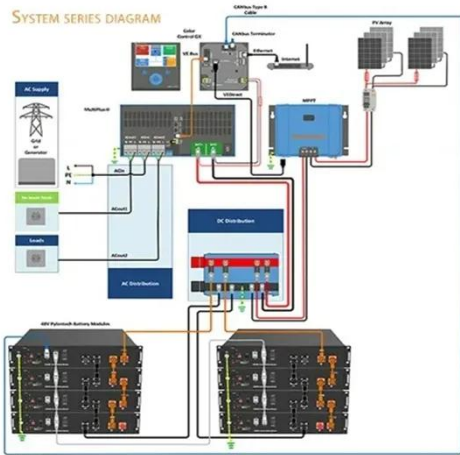 SYSTEM SERIES DIAGRAM
CANbus Type B
Cable
Color
Control GX
CANbus Terminator
PV Array
VE Bus
Ethernet
Internet
AC Supply
MultiPlus-II
VE.Direct
MPPT
Grid
or
Generator
L
PE
N
ACin
ACout1
Loads
ACout2
DC Distribution
AC Distribution
48V Pylontech Battery Modules